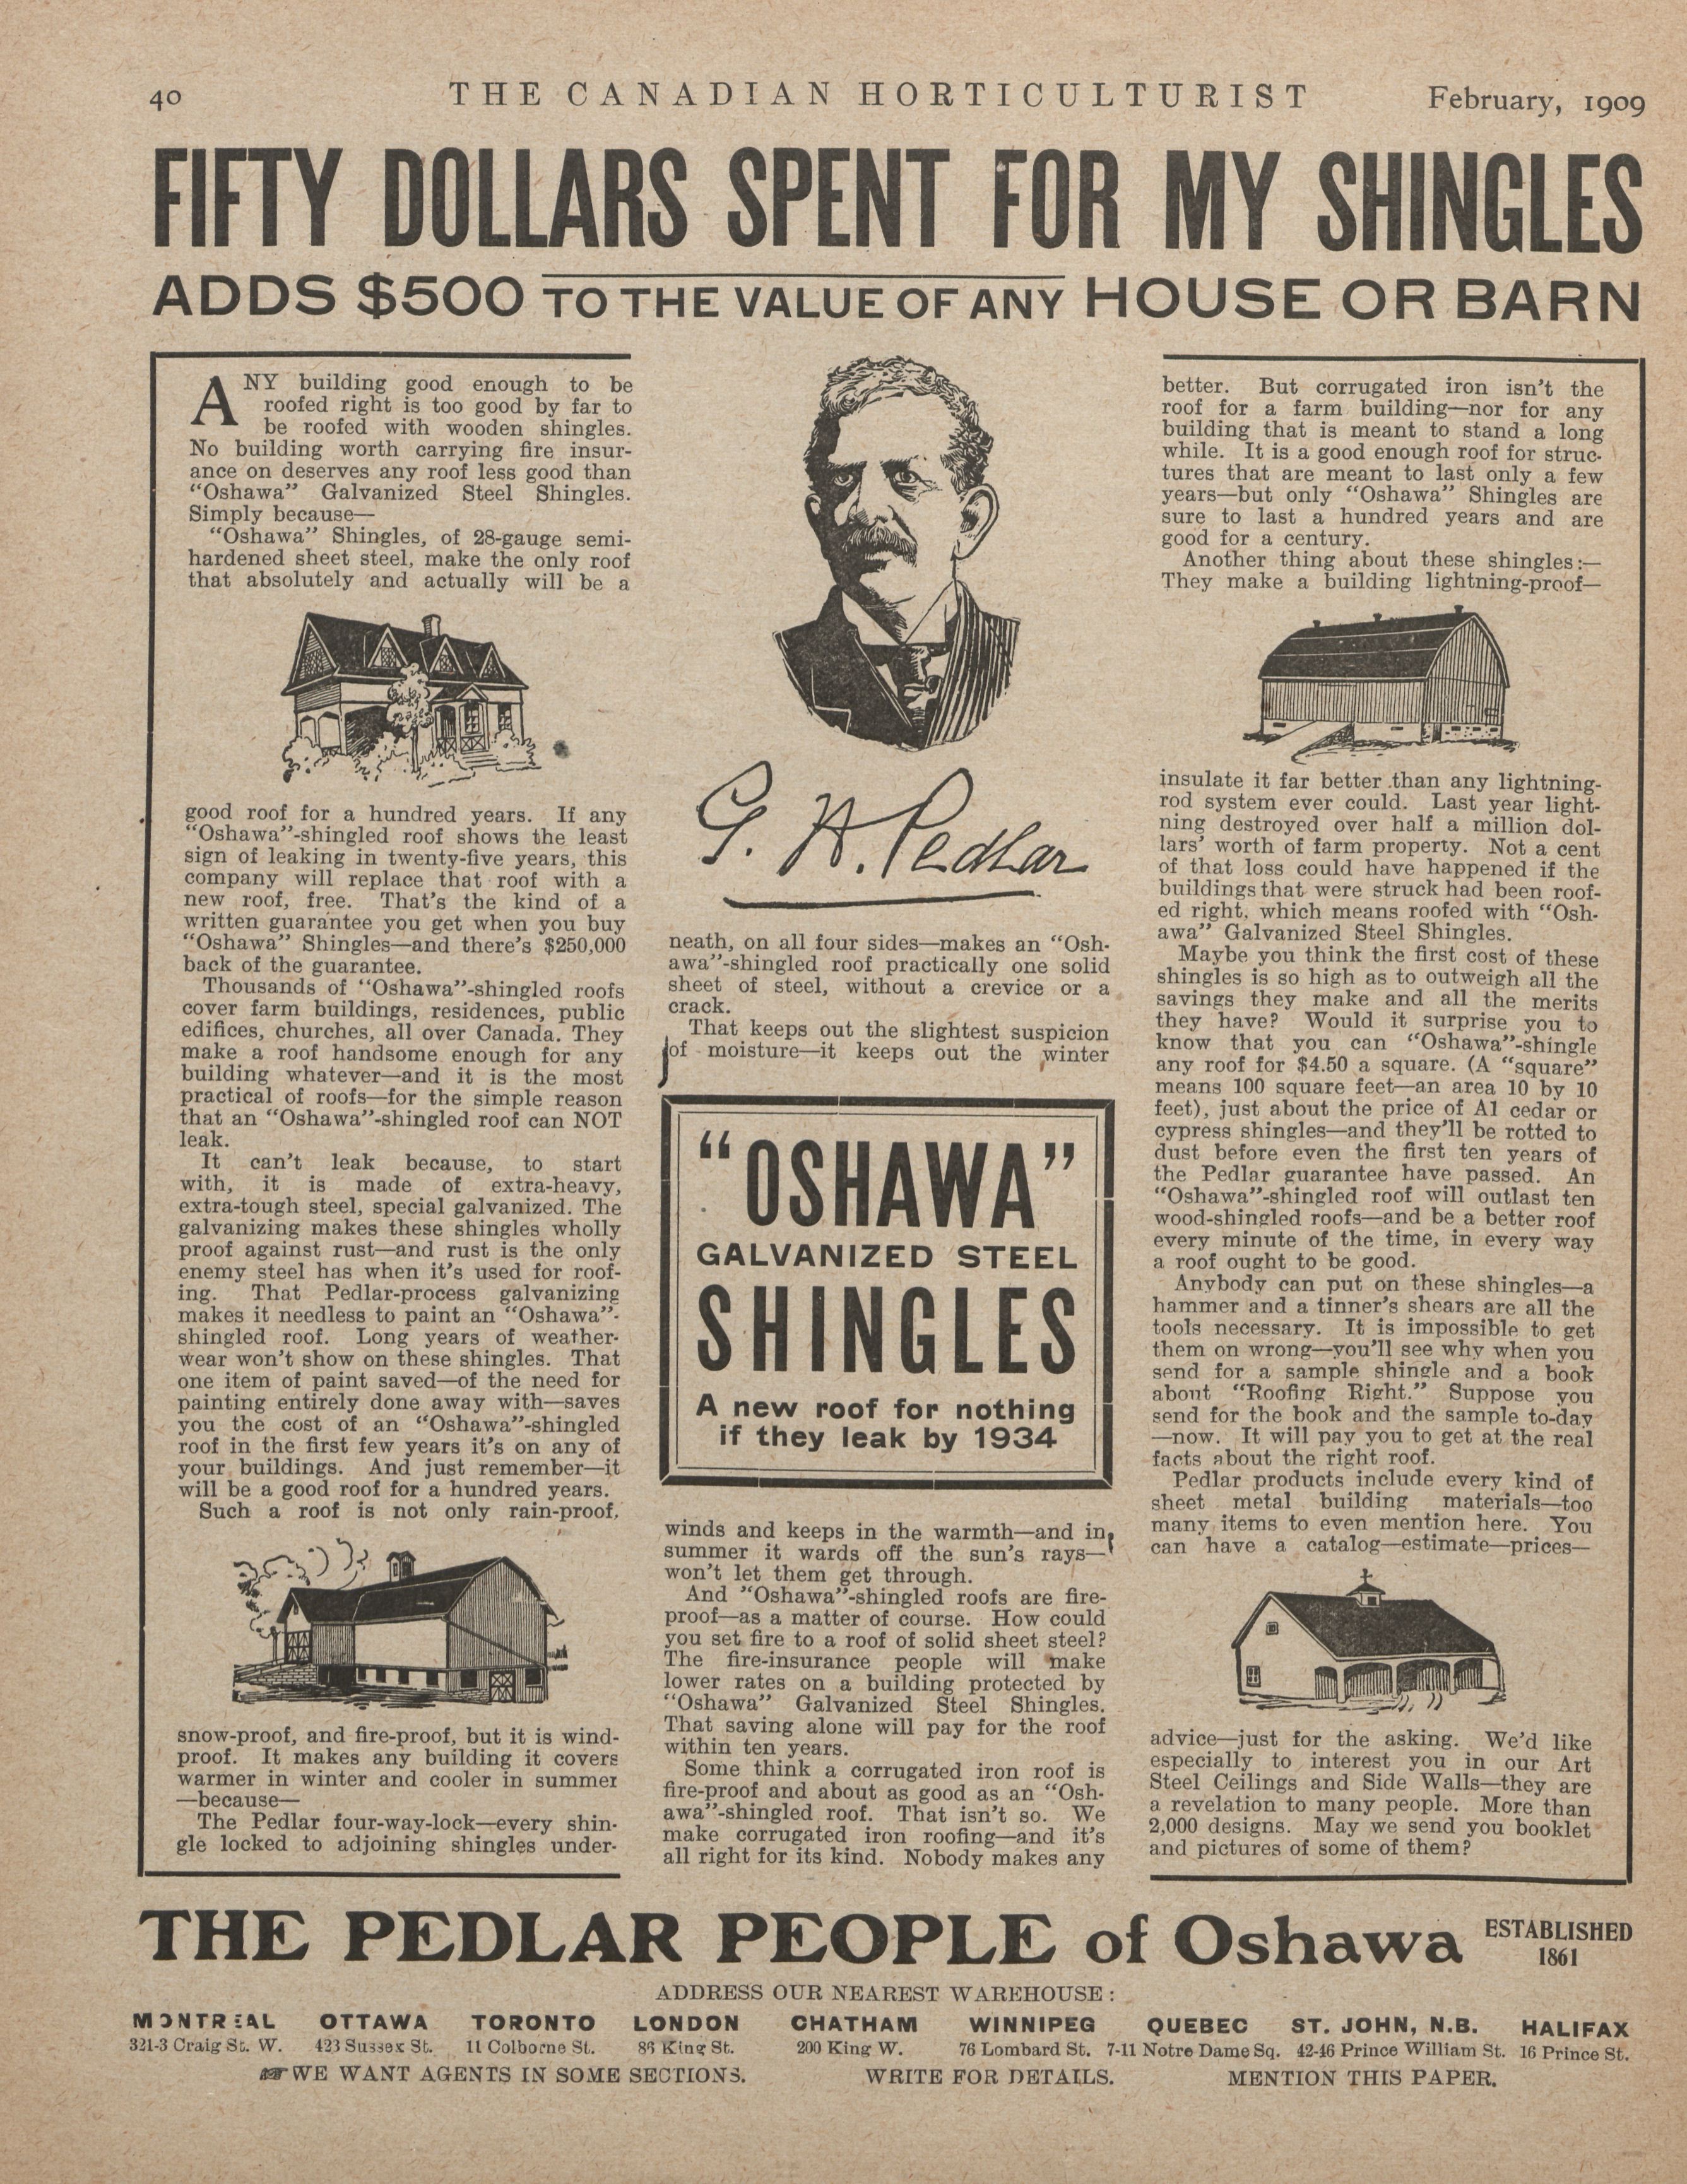 40
THE CANADIAN HORTICULTURIST
February, 1909
FIFTY DOLLARS SPENT FOR MY SHINGLES
ADDS $500 TO THE VALUE OF ANY HOUSE OR BARN
ANY building good enough to be
roofed right is too good by far to
be roofed with wooden shingles.
No building worth carrying fire insur-
ance on deserves any roof less good than
“Oshawa” Galvanized Steel Shingles.
Simply because—
“Oshawa” Shingles, of 28-gauge semi-
hardened sheet steel, make the only roof
that absolutely and actually will be a
good roof for a hundred years. If any
“Oshawa”-shingled roof shows the least
sign of leaking in twenty-five years, this
company will replace that roof with a
new roof, free. That's the kind of a
written guarantee you get when you buy
“Oshawa” Shingles—and there's $250,000
back of the guarantee.
Thousands of “Oshawa”-shingled roofs
cover farm buildings, residences, public
edifices, churches, all over Canada. They
make a roof handsome enough for any
building whatever—and it is the most
practical of roofs—for the simple reason
that an “Oshawa”-shingled roof can NOT
leak.
It can't leak because, to start
with, it is made of extra-heavy,
extra-tough steel, special galvanized. The
galvanizing makes these shingles wholly
proof against rust—and rust is the only
enemy steel has when it's used for roof-
ing. That Pedlar-process galvanizing
makes it needless to paint an “Oshawa”-
shingled roof. Long years of weather-
wear won't show on these shingles. That
one item of paint saved—of the need for
painting entirely done away with—saves
you the cost of an “Oshawa”-shingled
roof in the first few years it's on any of
your buildings. And just remember—it
will be a good roof for a hundred years.
Such a roof is not only rain-proof,
snow-proof, and fire-proof, but it is wind-
proof. It makes any building it covers
warmer in winter and cooler in summer
—because—
The Pedlar four-way-lock—every shin-
gle locked to adjoining shingles under-
G. H. Pedlar
neath, on all four sides—makes an “Osh-
awa”-shingled roof practically one solid
sheet of steel, without a crevice or a
crack.
That keeps out the slightest suspicion
of moisture—it keeps out the winter
“OSHAWA”
GALVANIZED STEEL
SHINGLES
A new roof for nothing
if they leak by 1934
winds and keeps in the warmth—and in
summer it wards off the sun's rays—
won't let them get through.
And “Oshawa”-shingled roofs are fire-
proof—as a matter of course. How could
you set fire to a roof of solid sheet steel?
The fire-insurance people will make
lower rates on a building protected by
“Oshawa” Galvanized Steel Shingles.
That saving alone will pay for the roof
within ten years.
Some think a corrugated iron roof is
fire-proof and about as good as an “Osh-
awa”-shingled roof. That isn't so. We
make corrugated iron roofing—and it's
all right for its kind. Nobody makes any
better. But corrugated iron isn't the
roof for a farm building—nor for any
building that is meant to stand a long
while. It is a good enough roof for struc-
tures that are meant to last only a few
years—but only “Oshawa” Shingles are
sure to last a hundred years and are
good for a century.
Another thing about these shingles:—
They make a building lightning-proof—
insulate it far better than any lightning-
rod system ever could. Last year light-
ning destroyed over half a million dol-
lars' worth of farm property. Not a cent
of that loss could have happened if the
buildings that were struck had been roof-
ed right, which means roofed with “Osh-
awa” Galvanized Steel Shingles.
Maybe you think the first cost of these
shingles is so high as to outweigh all the
savings they make and all the merits
they have? Would it surprise you to
know that you can “Oshawa”-shingle
any roof for $4.50 a square. (A “square”
means 100 square feet—an area 10 by 10
feet), just about the price of A1 cedar or
cypress shingles—and they'll be rotted to
dust before even the first ten years of
the Pedlar guarantee have passed. An
“Oshawa”-shingled roof will outlast ten
wood-shingled roofs—and be a better roof
every minute of the time, in every way
a roof ought to be good.
Anybody can put on these shingles—a
hammer and a tinner's shears are all the
tools necessary. It is impossible to get
them on wrong—you'll see why when you
send for a sample shingle and a book
about “Roofing Right.” Suppose you
send for the book and the sample to-day
—now. It will pay you to get at the real
facts about the right roof.
Pedlar products include every kind of
sheet metal building materials—too
many items to even mention here. You
can have a catalog—estimate—prices—
advice—just for the asking. We'd like
especially to interest you in our Art
Steel Ceilings and Side Walls—they are
a revelation to many people. More than
2,000 designs. May we send you booklet
and pictures of some of them?
THE PEDLAR PEOPLE of Oshawa
ESTABLISHED
1861
ADDRESS OUR NEAREST WAREHOUSE:
MONTREAL OTTAWA TORONTO LONDON CHATHAM WINNIPEG QUEBEC ST. JOHN, N.B. HALIFAX
321-3 Craig St. W. 423 Sussex St. 11 Colborne St. 86 King St. 200 King W. 76 Lombard St. 7-11 Notre Dame Sq. 42-46 Prince William St. 16 Prince St.
WE WANT AGENTS IN SOME SECTIONS. WRITE FOR DETAILS. MENTION THIS PAPER.